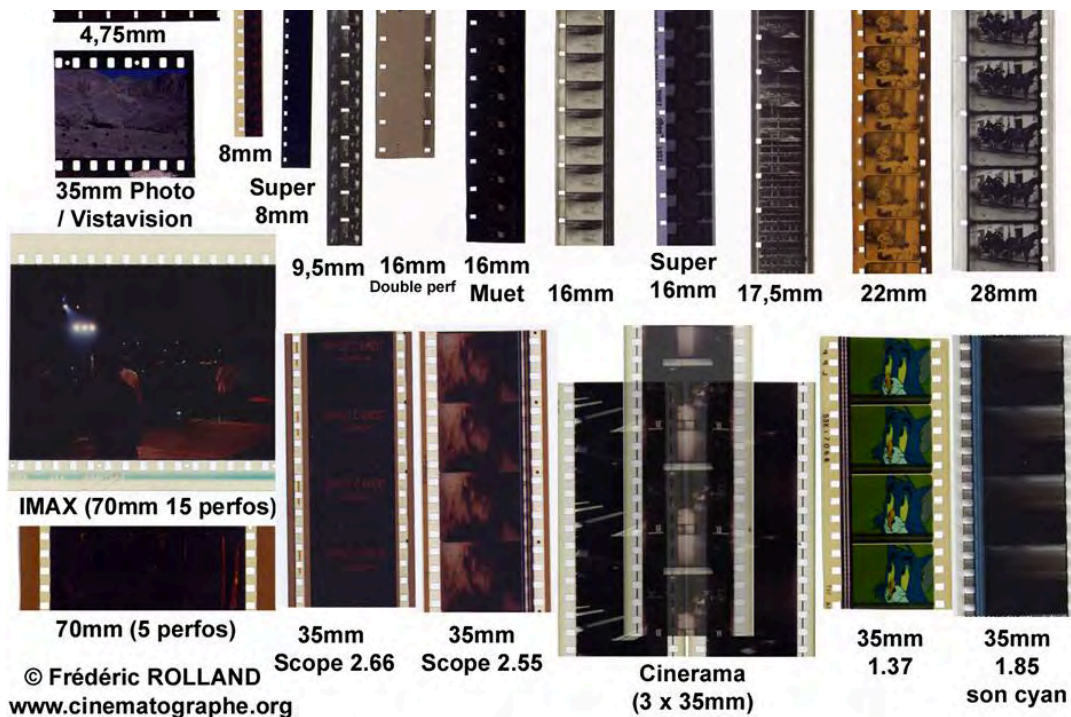 4,75mm
35mm Photo
/ Vistavision
8mm
Super
8mm
9,5mm
16mm
Double perf
16mm
Muet
16mm
Super
16mm
17,5mm
22mm
28mm
IMAX (70mm 15 perfos)
70mm (5 perfos)
35mm
Scope 2.66
35mm
Scope 2.55
Cinerama
(3 x 35mm)
35mm
1.37
35mm
1.85
son cyan
© Frédéric ROLLAND
www.cinematographe.org